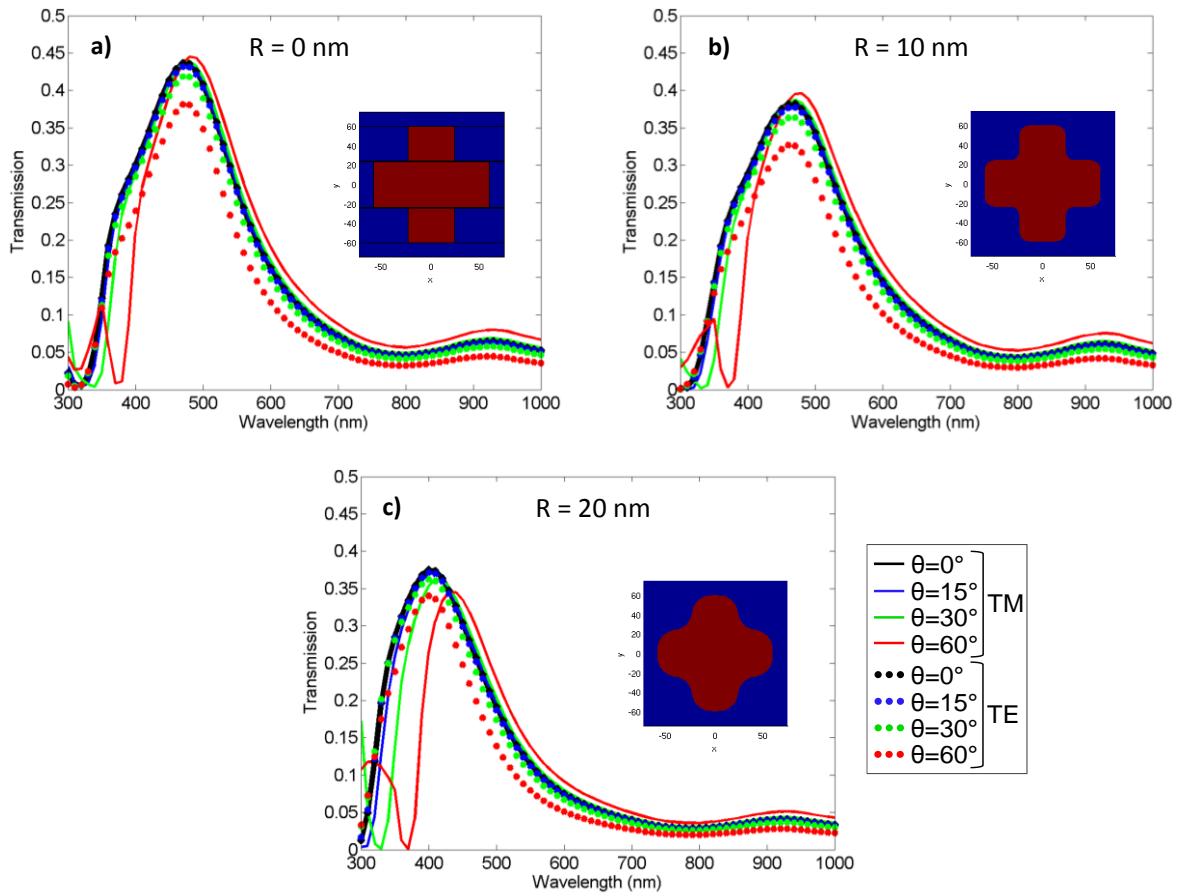 a)
R = 0 nm
Transmission
0.5
0.45
0.4
0.35
0.3
0.25
0.2
0.15
0.1
0.05
0
300 400 500 600 700 800 900 1000
Wavelength (nm)
60
40
20
0
-20
-40
-60
y
-50 0 50
x
b)
R = 10 nm
Transmission
0.5
0.45
0.4
0.35
0.3
0.25
0.2
0.15
0.1
0.05
0
300 400 500 600 700 800 900 1000
Wavelength (nm)
60
40
20
0
-20
-40
-60
y
-50 0 50
x
c)
R = 20 nm
Transmission
0.5
0.45
0.4
0.35
0.3
0.25
0.2
0.15
0.1
0.05
0
300 400 500 600 700 800 900 1000
Wavelength (nm)
60
40
20
0
-20
-40
-60
y
-50 0 50
x
θ=0°
θ=15°
θ=30°
θ=60°
TM
θ=0°
θ=15°
θ=30°
θ=60°
TE